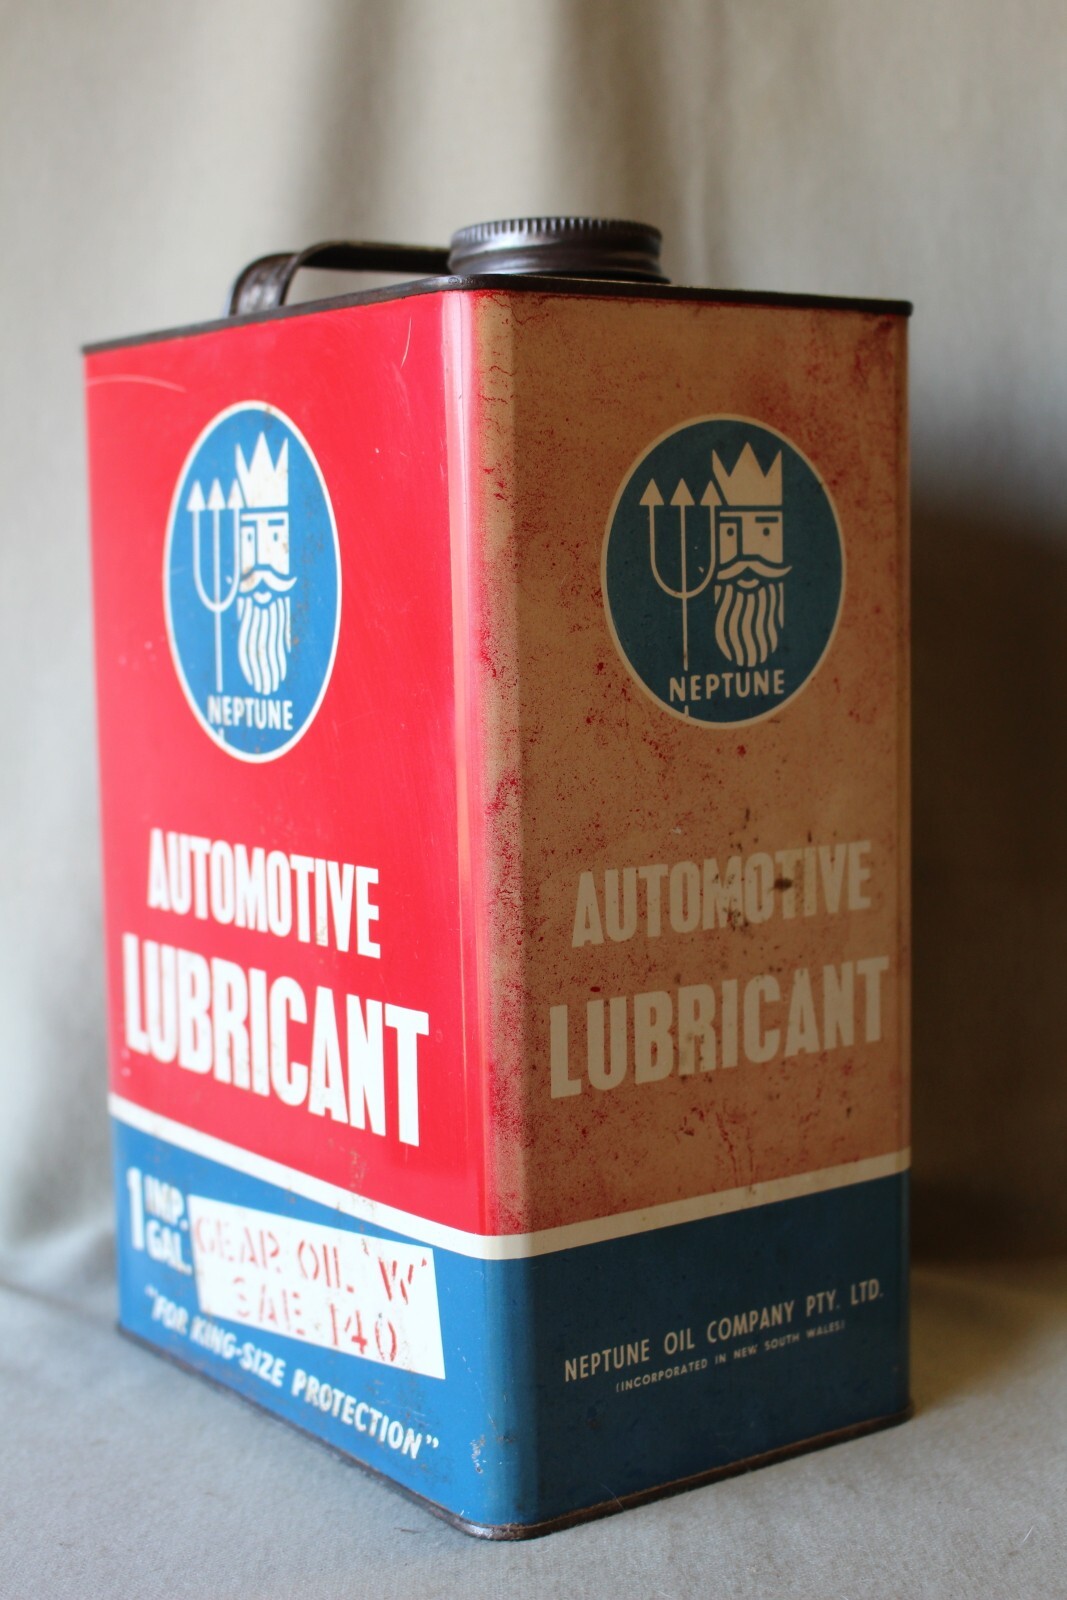 NEPTUNE
AUTOMOTIVE
LUBRICANT
1 IMP.
GAL.
GEAR OIL 'W'
SAE 140
"FOR KING-SIZE PROTECTION"
NEPTUNE
AUTOMOTIVE
LUBRICANT
NEPTUNE OIL COMPANY PTY. LTD.
(INCORPORATED IN NEW SOUTH WALES)